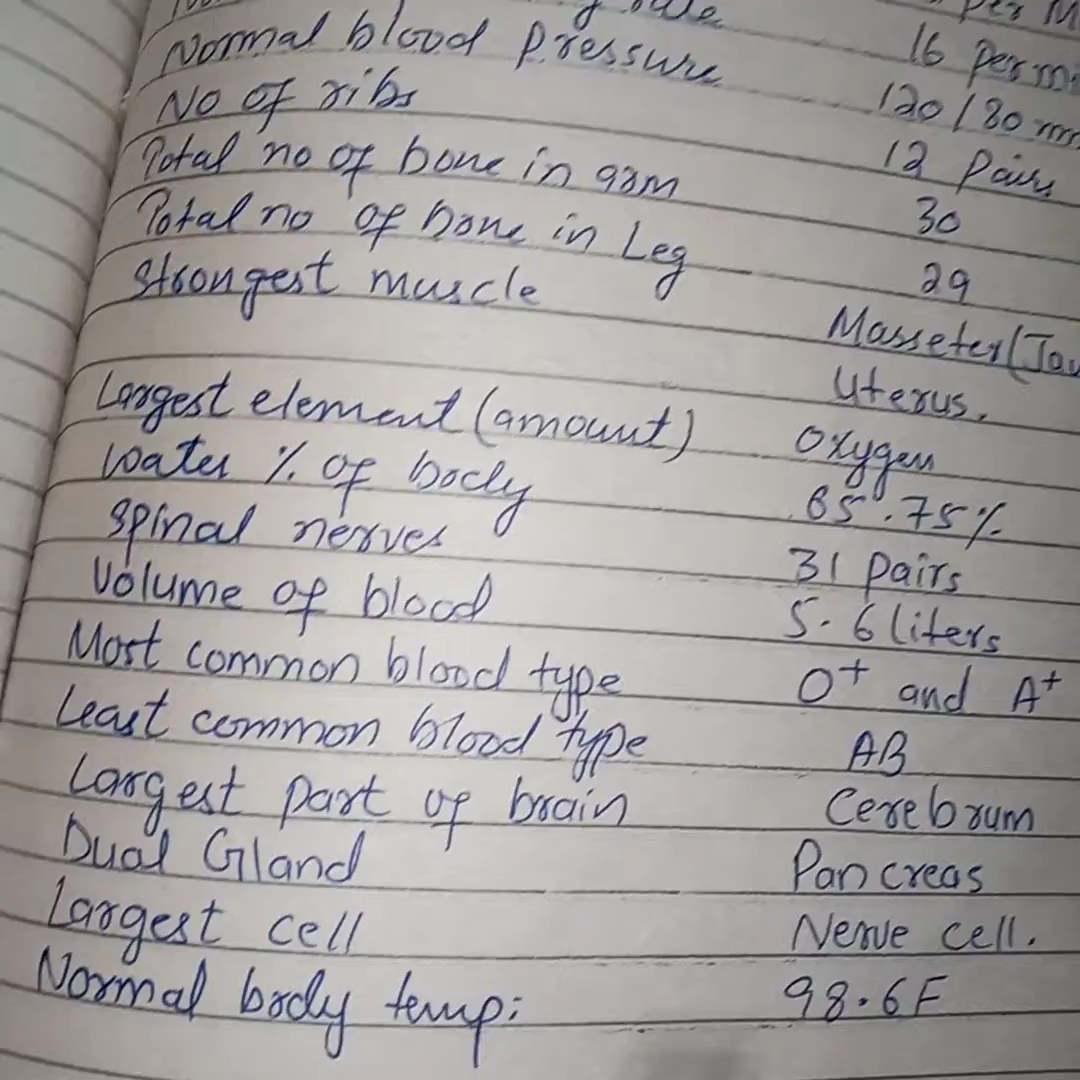 per M
Normal blood Pressure 16 per mi
No of ribs 120/80 mm
Total no of bone in arm 12 Pairs
Total no of bone in Leg 30
Strongest muscle 29
Masseter (Jaw
Uterus.
Largest element (amount) Oxygen
Water % of body 65.75%
Spinal nerves 31 Pairs
Volume of blood 5.6 liters
Most common blood type O+ and A+
Least common blood type AB
Largest part of brain Cerebrum
Dual Gland Pancreas
Largest cell Nerve cell.
Normal body temp: 98.6F